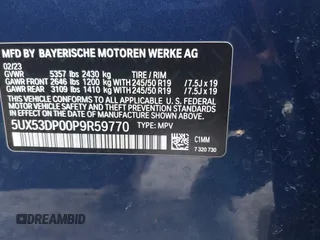 MFD. BY BAYERISCHE MOTOREN WERKE AG
02/23
GVWR 5357 lbs 2430 kg TIRE / RIM
GAWR FRONT 2646 lbs 1200 kg 245/50 R19 /7.5J x 19
GAWR REAR 3109 lbs 1410 kg 245/50 R19 /7.5J x 19
THIS VEHICLE CONFORMS TO ALL APPLICABLE
FEDERAL MOTOR VEHICLE SAFETY, BUMPER, AND
THEFT PREVENTION STANDARDS IN EFFECT ON THE
DATE OF MANUFACTURE SHOWN ABOVE.
5UX53DP00P9R59770 TYPE: MPV
C1MM
7 320 730
© DREAMBID
DREAMBID.COM